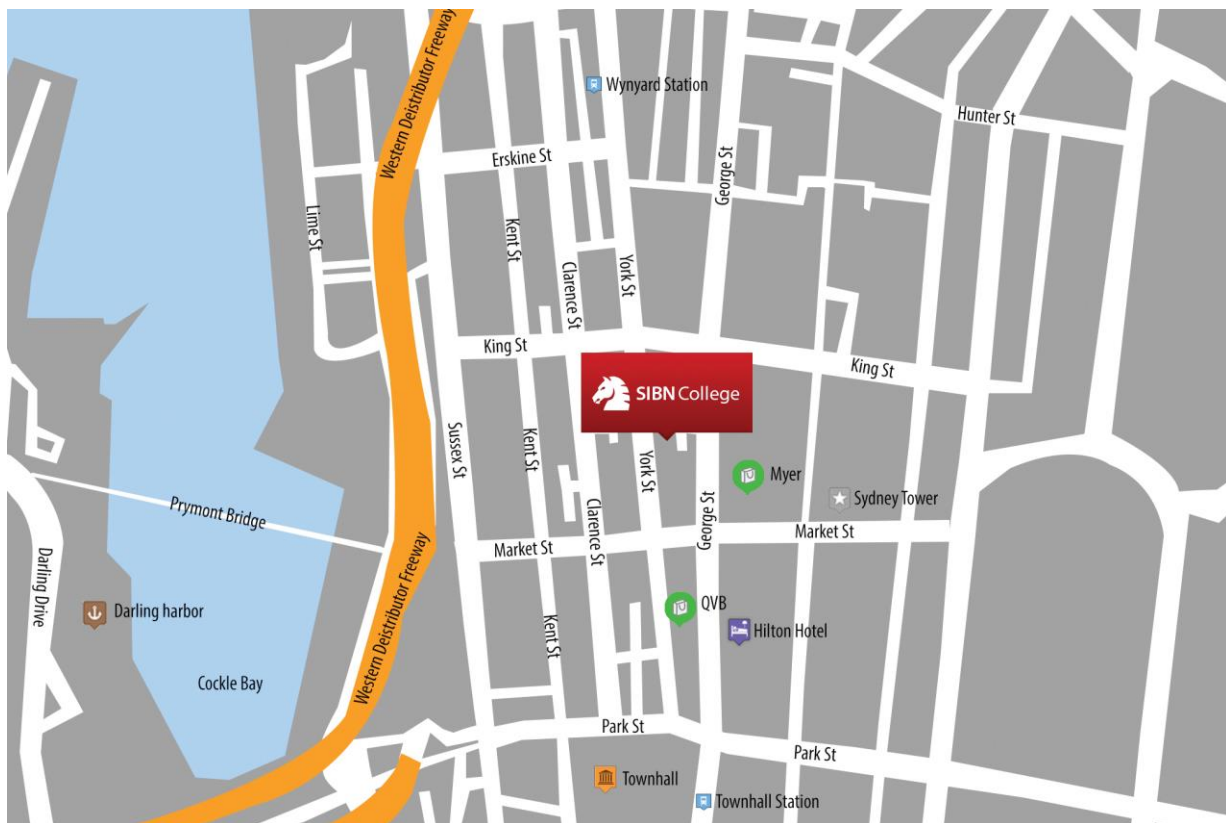 Western Deistributor Freeway
Wynyard Station
Hunter St
Erskine St
George St
Lime St
Kent St
Clarence St
York St
King St
King St
SIBN College
Sussex St
Kent St
York St
Myer
George St
Sydney Tower
Prymont Bridge
Clarence St
Market St
Market St
Darling Drive
Western Deistributor Freeway
Darling harbor
QVB
Hilton Hotel
Kent St
Cockle Bay
Park St
Park St
Townhall
Townhall Station